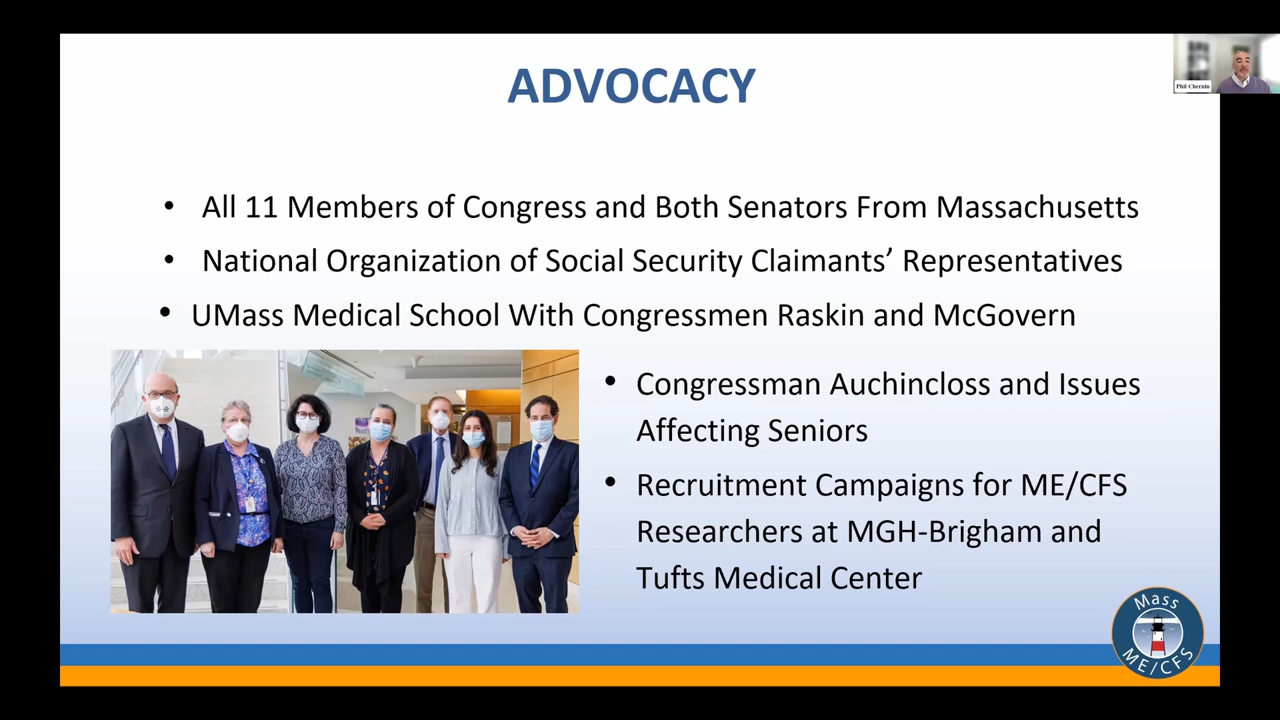 ADVOCACY
Phil Chernin
• All 11 Members of Congress and Both Senators From Massachusetts
• National Organization of Social Security Claimants’ Representatives
• UMass Medical School With Congressmen Raskin and McGovern
• Congressman Auchincloss and Issues
Affecting Seniors
• Recruitment Campaigns for ME/CFS
Researchers at MGH-Brigham and
Tufts Medical Center
Mass
ME/CFS